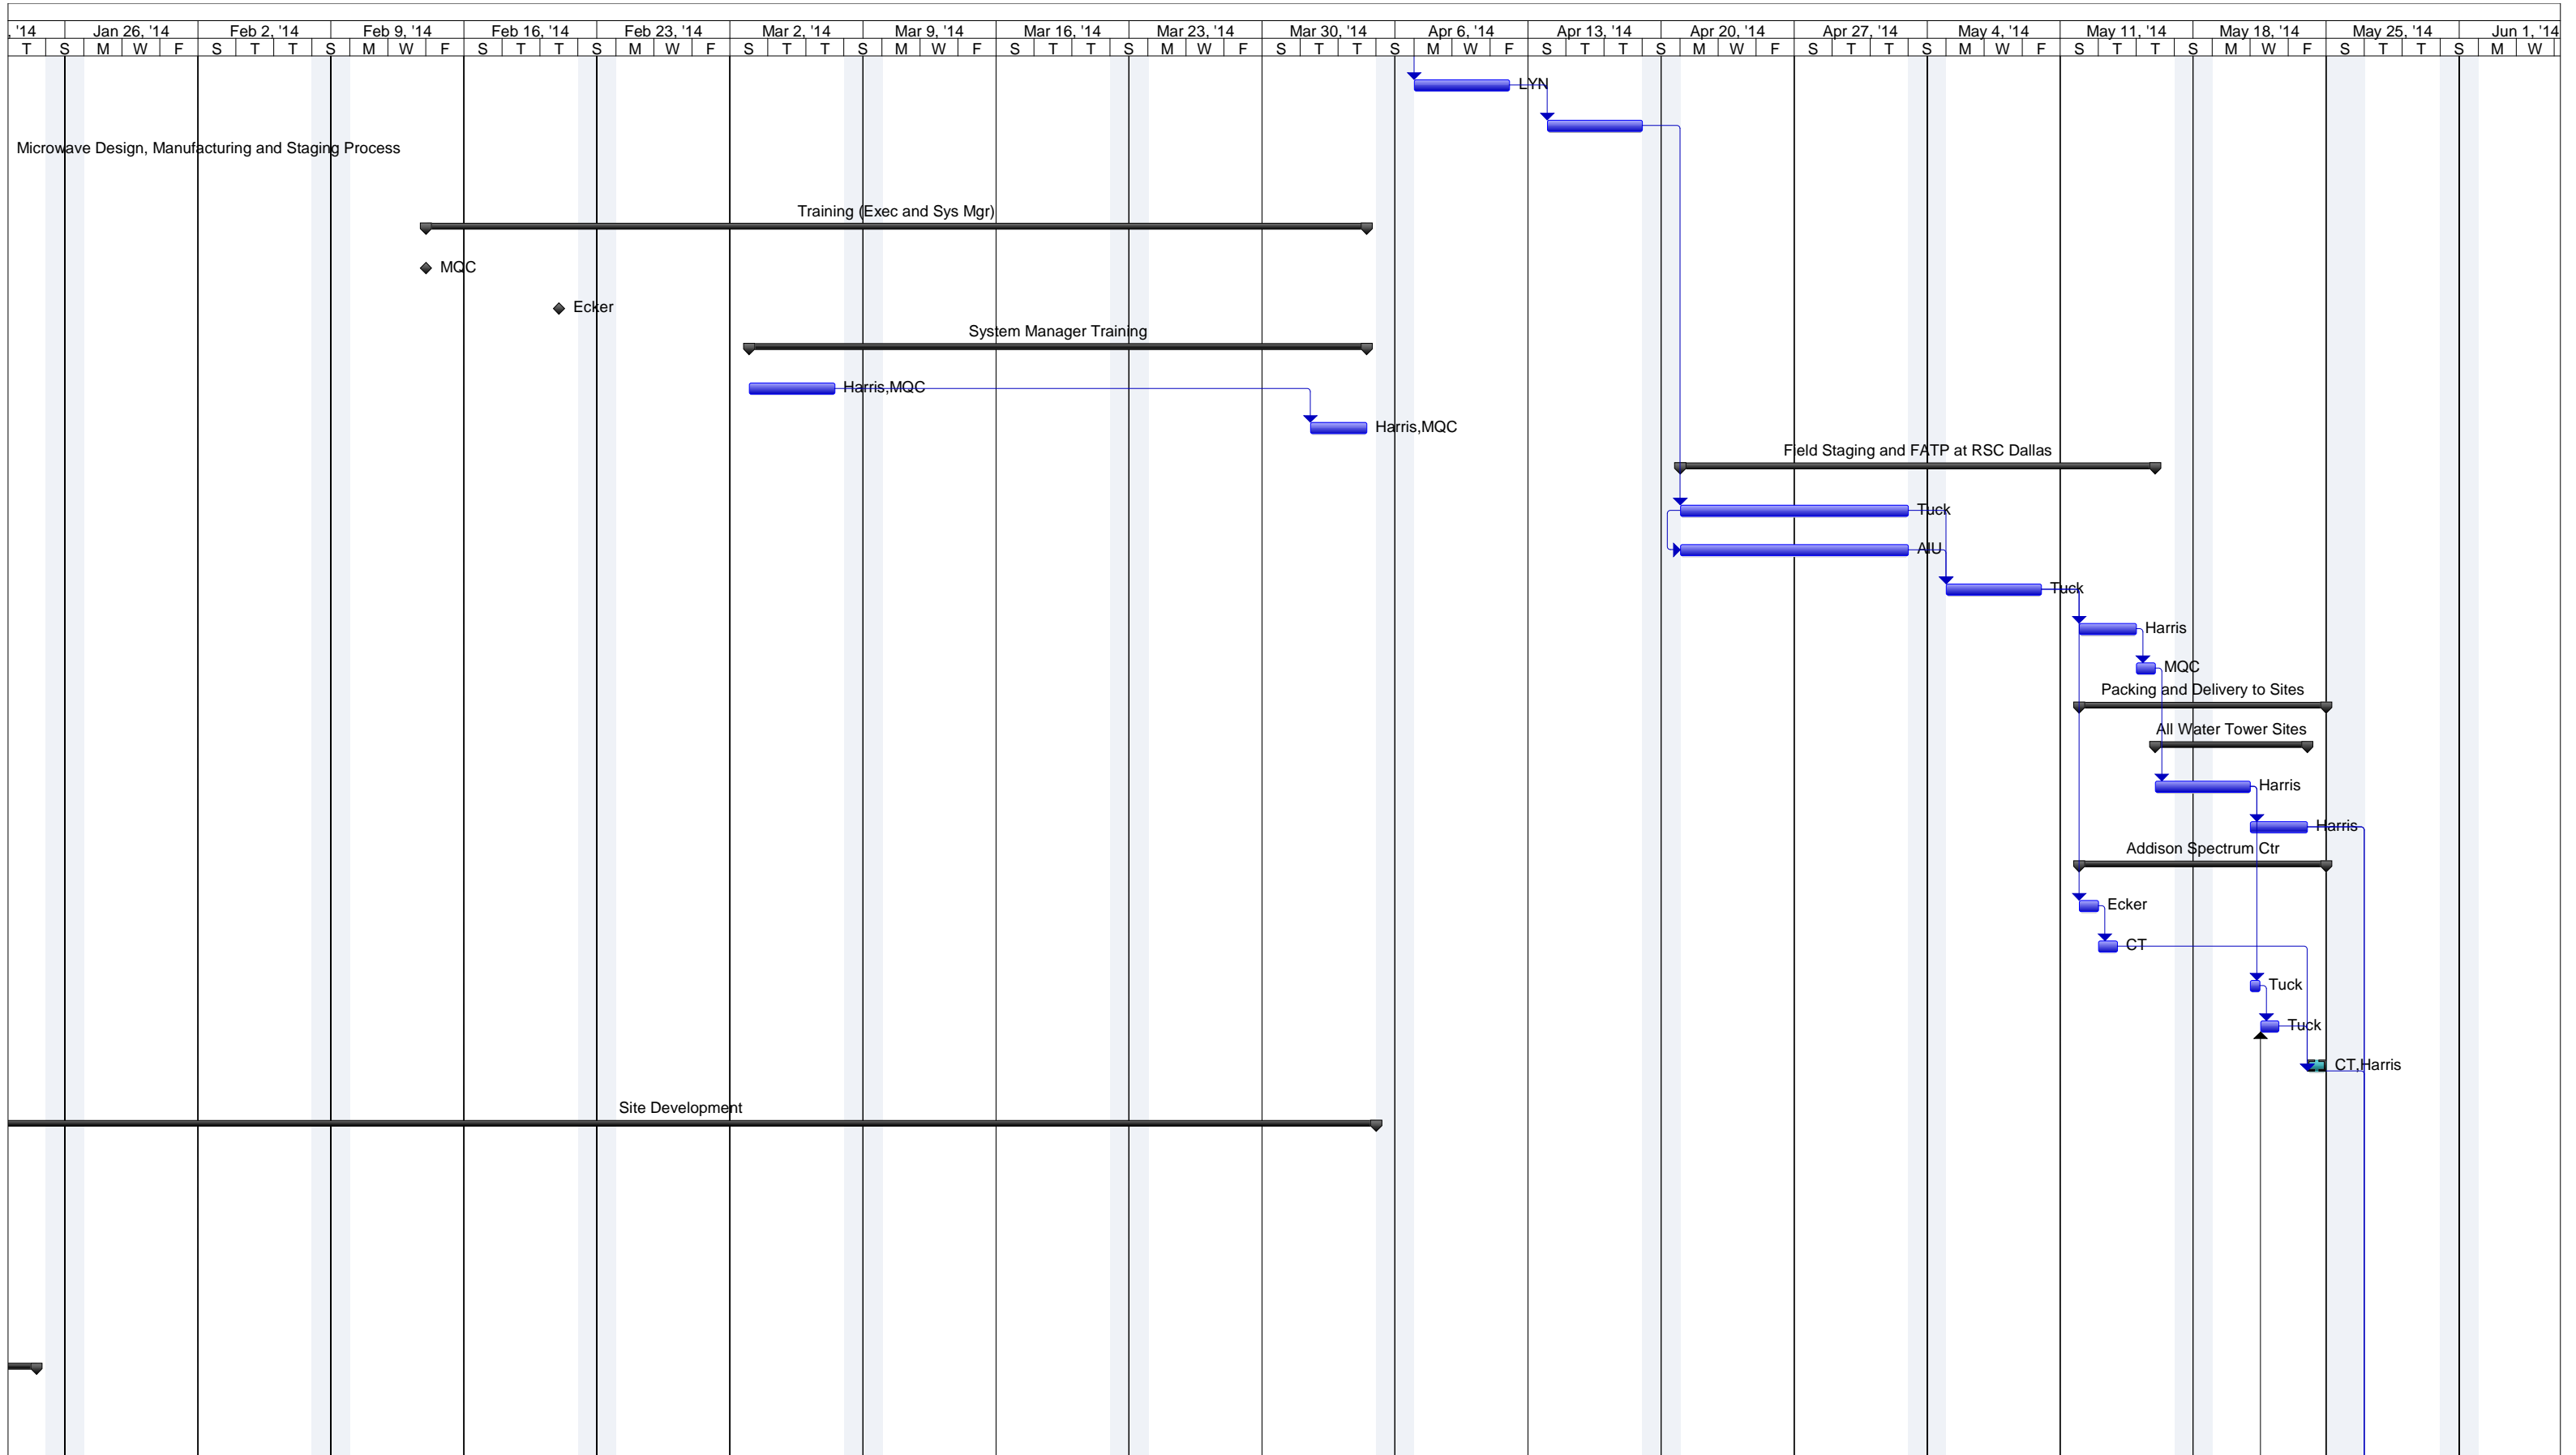 , '14 Jan 26, '14 Feb 2, '14 Feb 9, '14 Feb 16, '14 Feb 23, '14 Mar 2, '14 Mar 9, '14 Mar 16, '14 Mar 23, '14 Mar 30, '14 Apr 6, '14 Apr 13, '14 Apr 20, '14 Apr 27, '14 May 4, '14 May 11, '14 May 18, '14 May 25, '14 Jun 1, '14
T S M W F S T T S M W F S T T S M W F S T T S M W F S T T S M W F S T T S M W F S T T S M W F S T T S M W F S T T S M W F S T T S M W
LYN
Microwave Design, Manufacturing and Staging Process
Training (Exec and Sys Mgr)
MQC
Ecker
System Manager Training
Harris,MQC
Harris,MQC
Field Staging and FATP at RSC Dallas
Tuck
AIU
Tuck
Harris
MQC
Packing and Delivery to Sites
All Water Tower Sites
Harris
Harris
Addison Spectrum Ctr
Ecker
CT
Tuck
Tuck
CT,Harris
Site Development